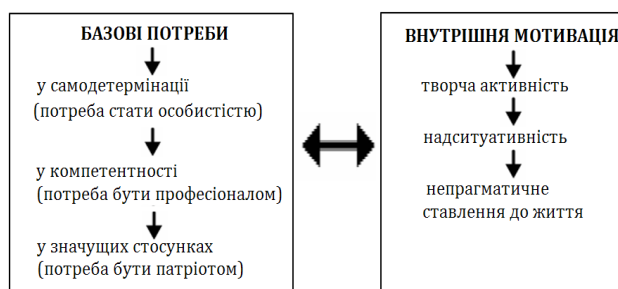 БАЗОВІ ПОТРЕБИ
у самодетермінації
(потреба стати особистістю)
у компетентності
(потреба бути професіоналом)
у значущих стосунках
(потреба бути патріотом)
ВНУТРІШНЯ МОТИВАЦІЯ
творча активність
надситуативність
непрагматичне
ставлення до життя